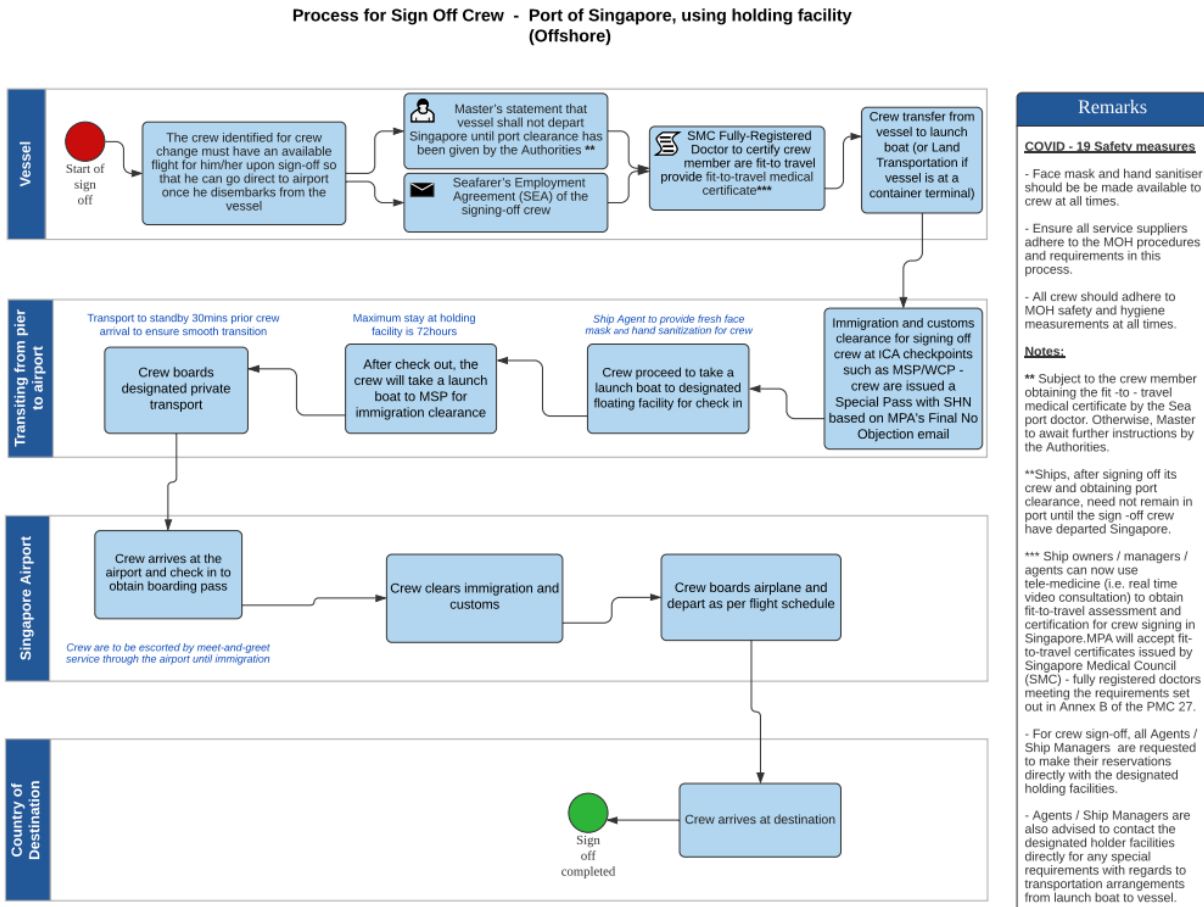 Process for Sign Off Crew - Port of Singapore, using holding facility
(Offshore)
Vessel
Start of
sign
off
The crew identified for crew
change must have an available
flight for him/her upon sign-off so
that he can go direct to airport
once he disembarks from the
vessel
Master's statement that
vessel shall not depart
Singapore until port clearance has
been given by the Authorities **
Seafarer's Employment
Agreement (SEA) of the
signing-off crew
SMC Fully-Registered
Doctor to certify crew
member are fit-to travel
provide fit-to-travel medical
certificate***
Crew transfer from
vessel to launch
boat (or Land
Transportation if
vessel is at a
container terminal)
Transiting from pier
to airport
Transport to standby 30mins prior crew
arrival to ensure smooth transition
Crew boards
designated private
transport
Maximum stay at holding
facility is 72hours
After check out, the
crew will take a launch
boat to MSP for
immigration clearance
Ship Agent to provide fresh face
mask and hand sanitization for crew
Crew proceed to take a
launch boat to designated
floating facility for check in
Immigration and customs
clearance for signing off
crew at ICA checkpoints
such as MSP/WCP -
crew are issued a
Special Pass with SHN
based on MPA's Final No
Objection email
Singapore Airport
Crew arrives at the
airport and check in to
obtain boarding pass
Crew are to be escorted by meet-and-greet
service through the airport until immigration
Crew clears immigration and
customs
Crew boards airplane and
depart as per flight schedule
Country of
Destination
Sign
off
completed
Crew arrives at destination
Remarks
COVID - 19 Safety measures
- Face mask and hand sanitiser
should be be made available to
crew at all times.
- Ensure all service suppliers
adhere to the MOH procedures
and requirements in this
process.
- All crew should adhere to
MOH safety and hygiene
measurements at all times.
Notes:
** Subject to the crew member
obtaining the fit -to - travel
medical certificate by the Sea
port doctor. Otherwise, Master
to await further instructions by
the Authorities.
**Ships, after signing off its
crew and obtaining port
clearance, need not remain in
port until the sign -off crew
have departed Singapore.
*** Ship owners / managers /
agents can now use
tele-medicine (i.e. real time
video consultation) to obtain
fit-to-travel assessment and
certification for crew signing in
Singapore.MPA will accept fit-
to-travel certificates issued by
Singapore Medical Council
(SMC) - fully registered doctors
meeting the requirements set
out in Annex B of the PMC 27.
- For crew sign-off, all Agents /
Ship Managers are requested
to make their reservations
directly with the designated
holding facilities.
- Agents / Ship Managers are
also advised to contact the
designated holder facilities
directly for any special
requirements with regards to
transportation arrangements
from launch boat to vessel.